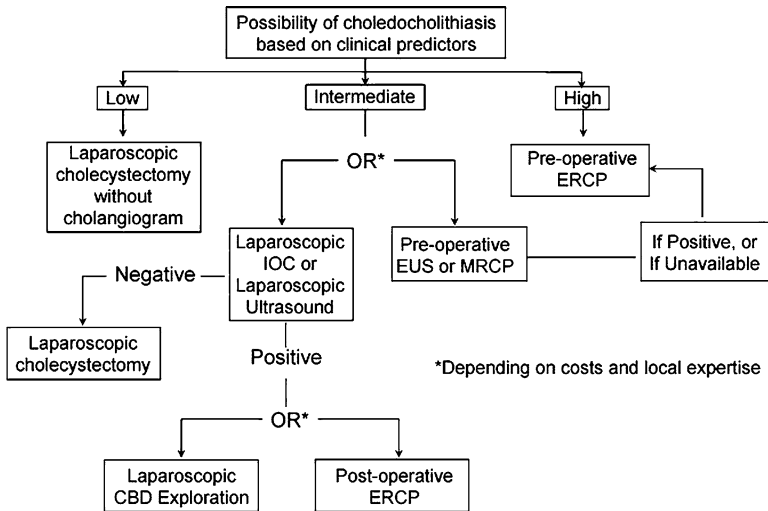 Possibility of choledocholithiasis
based on clinical predictors
Low
Intermediate
High
Laparoscopic
cholecystectomy
without
cholangiogram
OR*
Pre-operative
ERCP
Laparoscopic
IOC or
Laparoscopic
Ultrasound
Pre-operative
EUS or MRCP
If Positive, or
If Unavailable
Negative
Laparoscopic
cholecystectomy
Positive
*Depending on costs and local expertise
OR*
Laparoscopic
CBD Exploration
Post-operative
ERCP